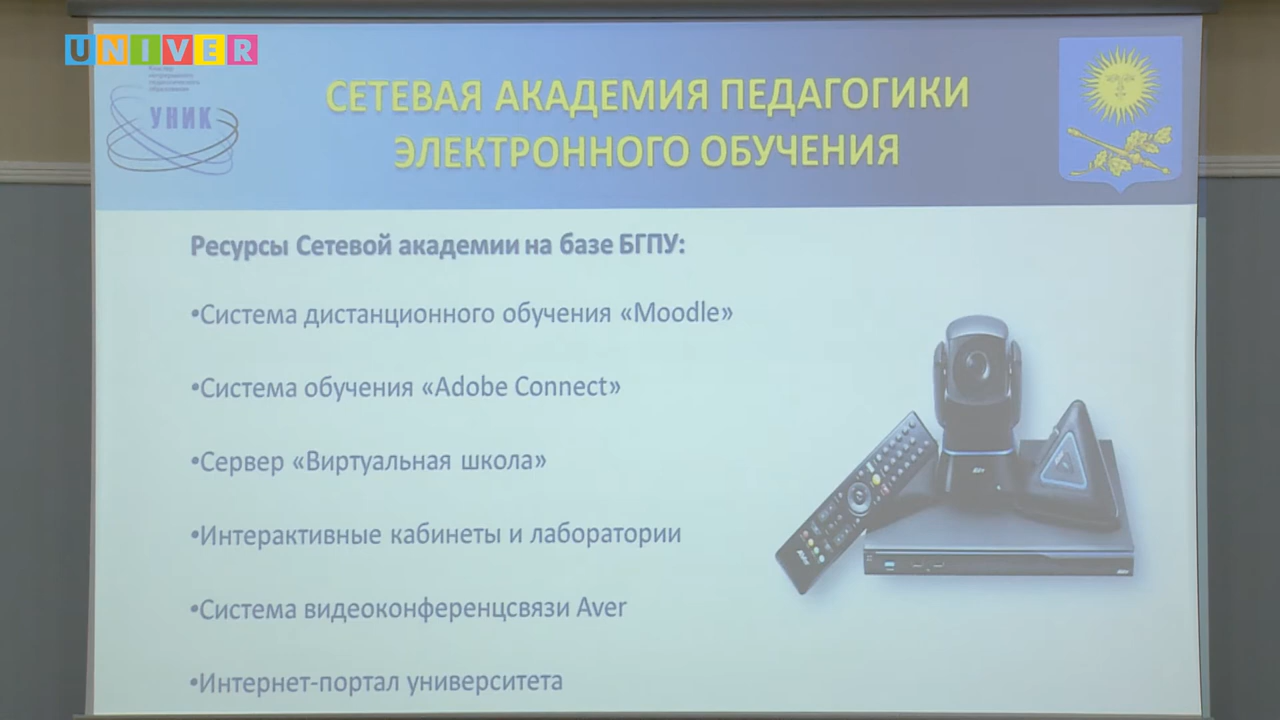 UNIVER
УНИК
СЕТЕВАЯ АКАДЕМИЯ ПЕДАГОГИКИ
ЭЛЕКТРОННОГО ОБУЧЕНИЯ
Ресурсы Сетевой академии на базе БГПУ:
•Система дистанционного обучения «Moodle»
•Система обучения «Adobe Connect»
•Сервер «Виртуальная школа»
•Интерактивные кабинеты и лаборатории
•Система видеоконференцсвязи Aver
•Интернет-портал университета